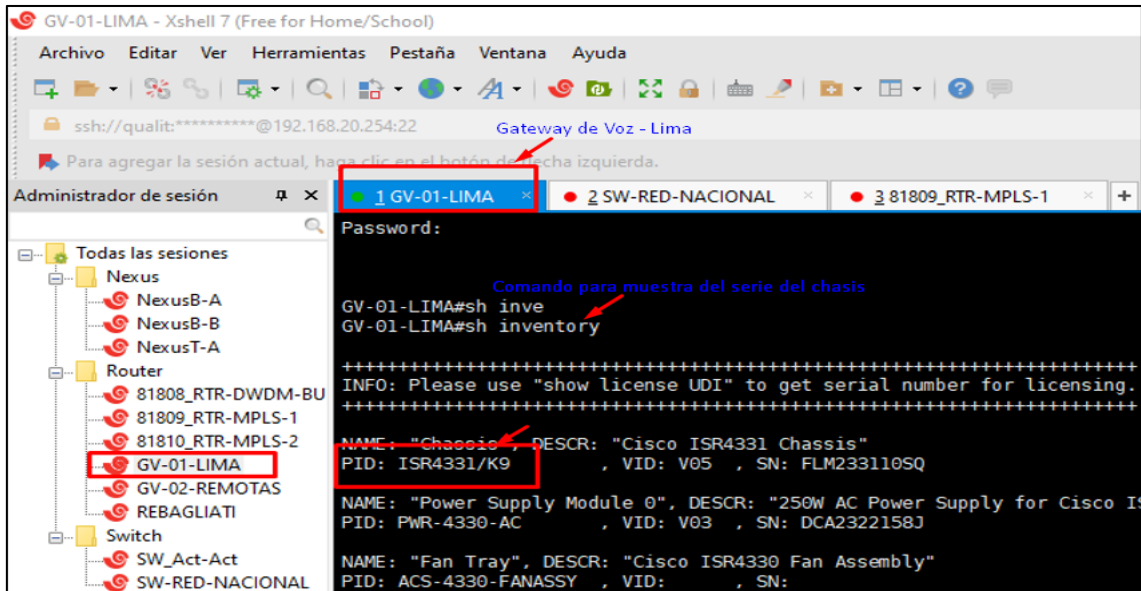 GV-01-LIMA - Xshell 7 (Free for Home/School)
Archivo Editar Ver Herramientas Pestaña Ventana Ayuda
ssh://qualit:**********@192.168.20.254:22
Gateway de Voz - Lima
Para agregar la sesión actual, haga clic en el botón de flecha izquierda.
Administrador de sesión
1 GV-01-LIMA
2 SW-RED-NACIONAL
3 81809_RTR-MPLS-1
Todas las sesiones
Nexus
NexusB-A
NexusB-B
NexusT-A
Router
81808_RTR-DWDM-BU
81809_RTR-MPLS-1
81810_RTR-MPLS-2
GV-01-LIMA
GV-02-REMOTAS
REBAGLIATI
Switch
SW_Act-Act
SW-RED-NACIONAL
Password:
Comando para muestra del serie del chasis
GV-01-LIMA#sh inve
GV-01-LIMA#sh inventory
++++++++++++++++++++++++++++++++++++++++++++++++++++++++++++++++++++++++++
INFO: Please use "show license UDI" to get serial number for licensing.
++++++++++++++++++++++++++++++++++++++++++++++++++++++++++++++++++++++++++
NAME: "Chassis", DESCR: "Cisco ISR4331 Chassis"
PID: ISR4331/K9 , VID: V05 , SN: FLM233110SQ
NAME: "Power Supply Module 0", DESCR: "250W AC Power Supply for Cisco IS
PID: PWR-4330-AC , VID: V03 , SN: DCA2322158J
NAME: "Fan Tray", DESCR: "Cisco ISR4330 Fan Assembly"
PID: ACS-4330-FANASSY , VID: , SN: